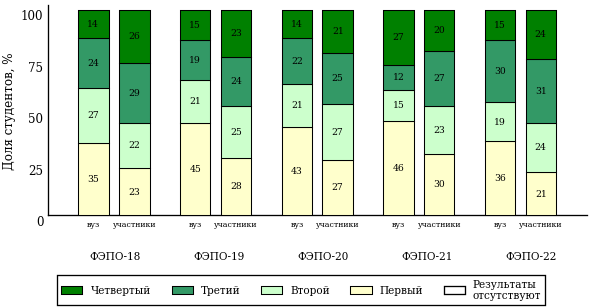 Доля студентов, %
100
75
50
25
0
14 26 15 23 14 21 27 20 15 24
24 29 19 24 22 25 12 27 30 31
27 22 21 25 21 27 15 23 19 24
35 23 45 28 43 27 46 30 36 21
вуз участники вуз участники вуз участники вуз участники вуз участники
ФЭПО-18 ФЭПО-19 ФЭПО-20 ФЭПО-21 ФЭПО-22
Четвертый Третий Второй Первый Результаты
отсутствуют